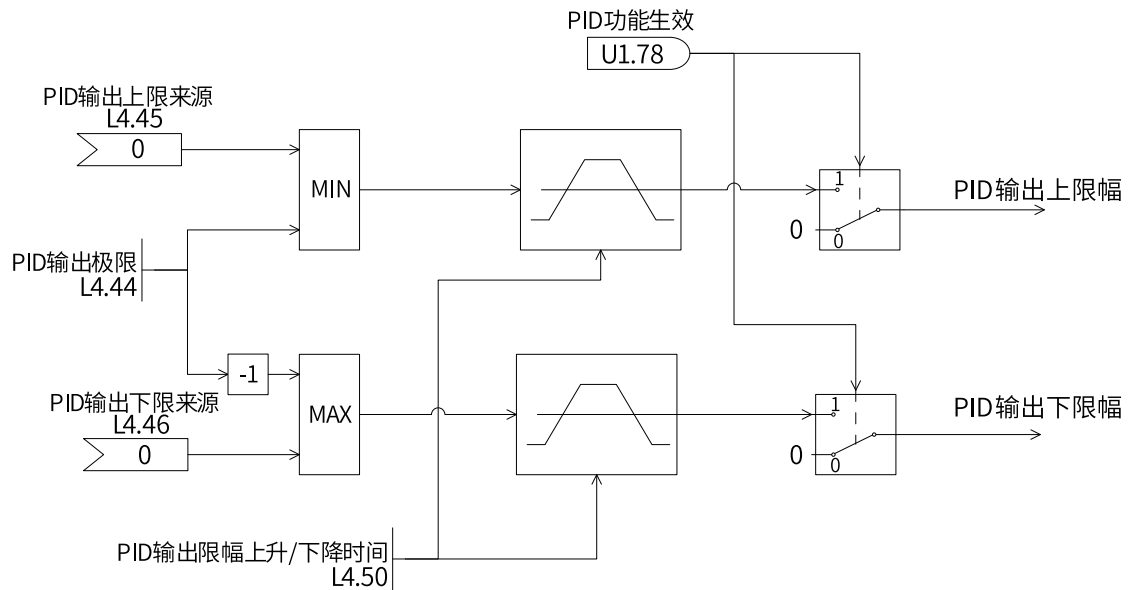 PID功能生效
U1.78
PID输出上限来源
L4.45
0
MIN
1
0
0
PID输出上限幅
PID输出极限
L4.44
-1
PID输出下限来源
L4.46
0
MAX
1
0
0
PID输出下限幅
PID输出限幅上升/下降时间
L4.50